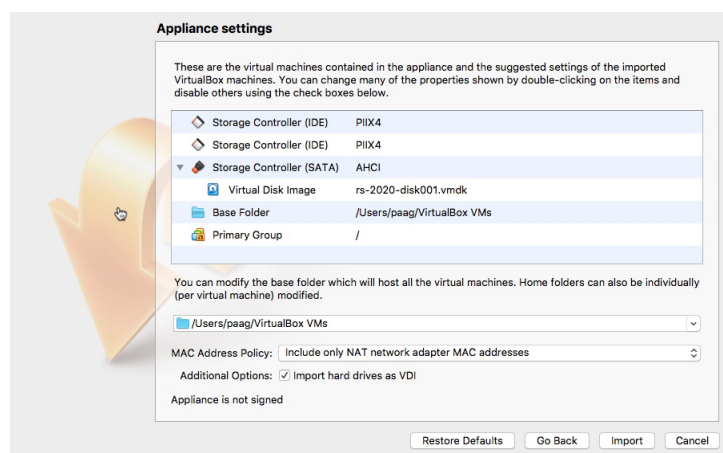 Appliance settings
These are the virtual machines contained in the appliance and the suggested settings of the imported
VirtualBox machines. You can change many of the properties shown by double-clicking on the items and
disable others using the check boxes below.
Storage Controller (IDE) PIIX4
Storage Controller (IDE) PIIX4
Storage Controller (SATA) AHCI
Virtual Disk Image rs-2020-disk001.vmdk
Base Folder /Users/paag/VirtualBox VMs
Primary Group /
You can modify the base folder which will host all the virtual machines. Home folders can also be individually
(per virtual machine) modified.
/Users/paag/VirtualBox VMs
MAC Address Policy: Include only NAT network adapter MAC addresses
Additional Options: Import hard drives as VDI
Appliance is not signed
Restore Defaults Go Back Import Cancel